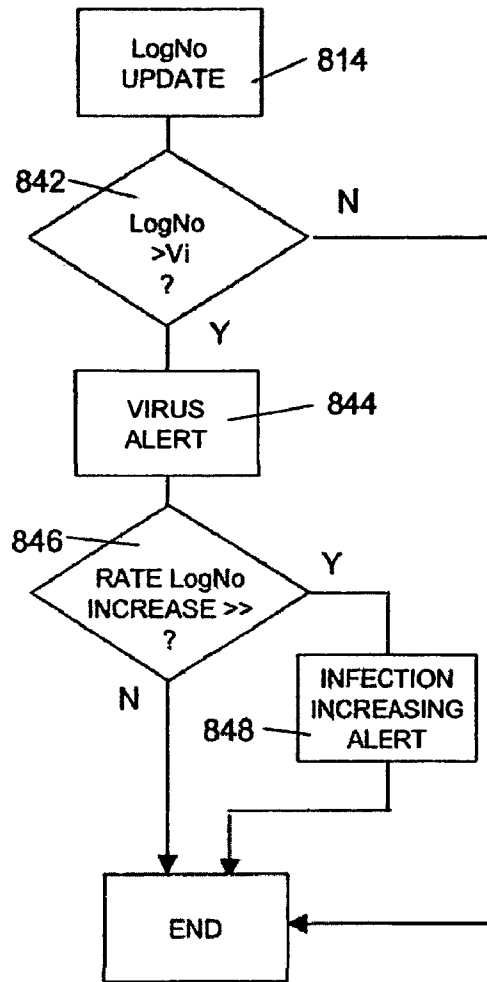 LogNo
UPDATE
814
842
LogNo
>Vi
?
N
Y
VIRUS
ALERT
844
846
RATE LogNo
INCREASE >>
?
Y
N
INFECTION
INCREASING
ALERT
848
END